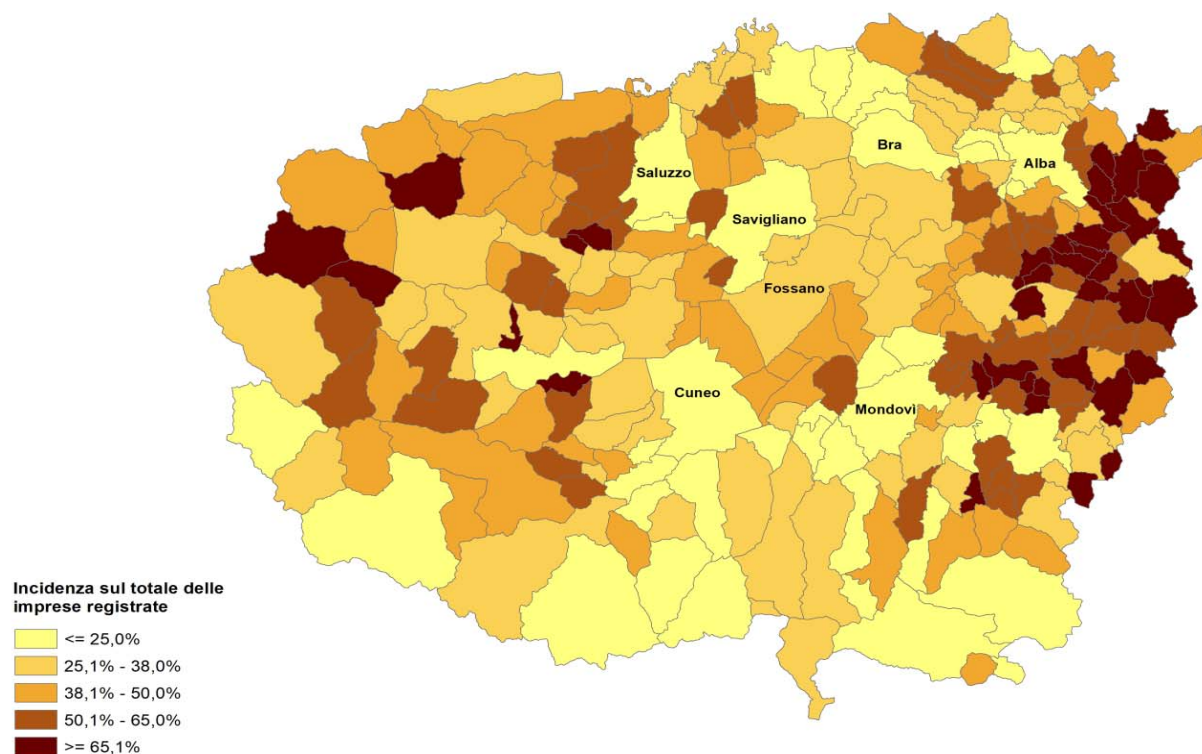 Bra
Alba
Saluzzo
Savigliano
Fossano
Cuneo
Mondovì
Incidenza sul totale delle
imprese registrate
<= 25,0%
25,1% - 38,0%
38,1% - 50,0%
50,1% - 65,0%
>= 65,1%